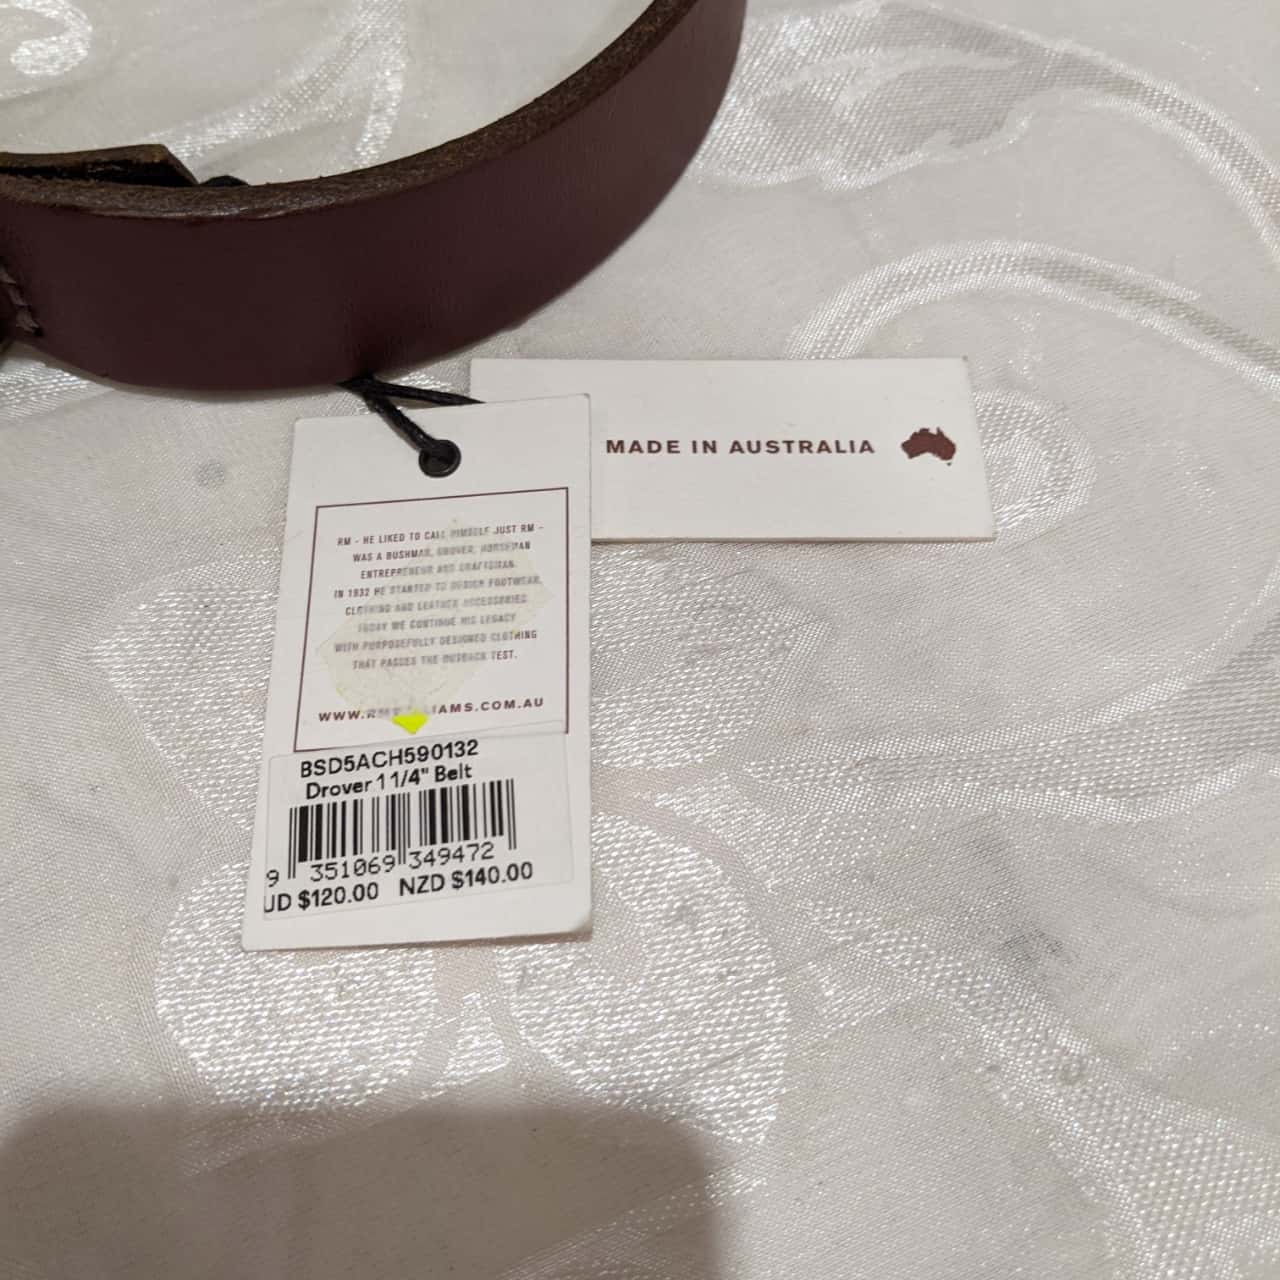 MADE IN AUSTRALIA
RM - HE LIKED TO CALL HIMSELF JUST RM -
WAS A BUSHMAN, DROVER, HORSEMAN
ENTREPRENEUR AND CRAFTSMAN.
IN 1932 HE STARTED TO DESIGN FOOTWEAR,
CLOTHING AND LEATHER ACCESSORIES
TODAY WE CONTINUE HIS LEGACY
WITH PURPOSEFULLY DESIGNED CLOTHING
THAT PASSES THE OUTBACK TEST.
BSD5ACH590132
Drover 1 1/4" Belt
9 351069 349472
UD $120.00 NZD $140.00